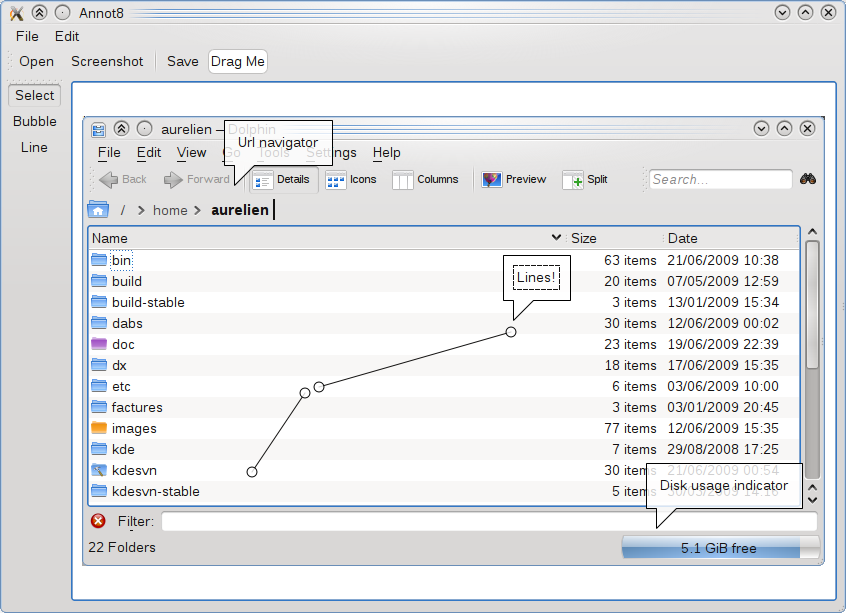 Annot8
File Edit
Open Screenshot Save Drag Me
Select
Bubble
Line
aurelien – Dolphin
Url navigator
File Edit View Go Tools Settings Help
Back Forward Details Icons Columns Preview Split Search...
/ > home > aurelien
Name Size Date
bin 63 items 21/06/2009 10:38
build 20 items 07/05/2009 12:59
Lines!
build-stable 3 items 13/01/2009 15:34
dabs 30 items 12/06/2009 00:02
doc 23 items 19/06/2009 22:39
dx 18 items 17/06/2009 15:35
etc 6 items 03/06/2009 10:00
factures 3 items 03/01/2009 20:45
images 77 items 12/06/2009 15:35
kde 7 items 29/08/2008 17:25
kdesvn 30 items 21/06/2009 00:54
Disk usage indicator
kdesvn-stable 5 items 30/03/2009 14:16
Filter:
22 Folders 5.1 GiB free